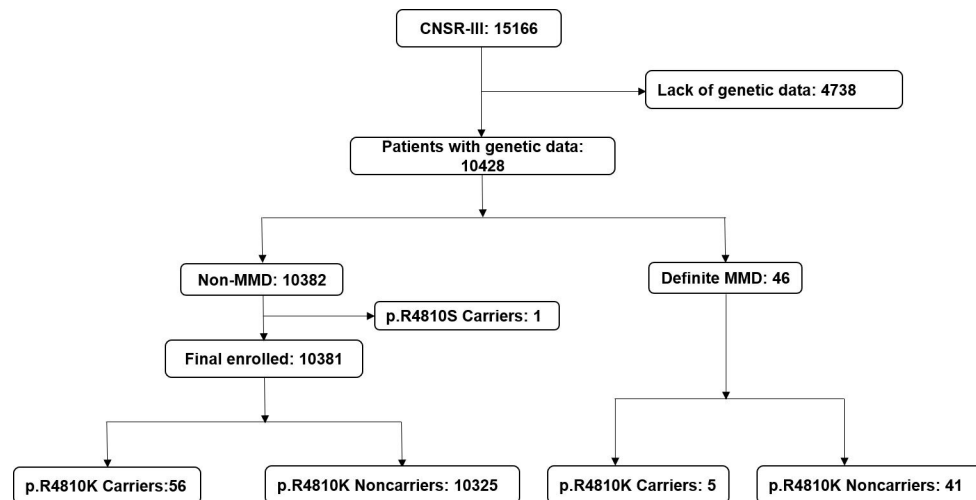 CNSR-III: 15166
Lack of genetic data: 4738
Patients with genetic data:
10428
Non-MMD: 10382
Definite MMD: 46
p.R4810S Carriers: 1
Final enrolled: 10381
p.R4810K Carriers:56
p.R4810K Noncarriers: 10325
p.R4810K Carriers: 5
p.R4810K Noncarriers: 41